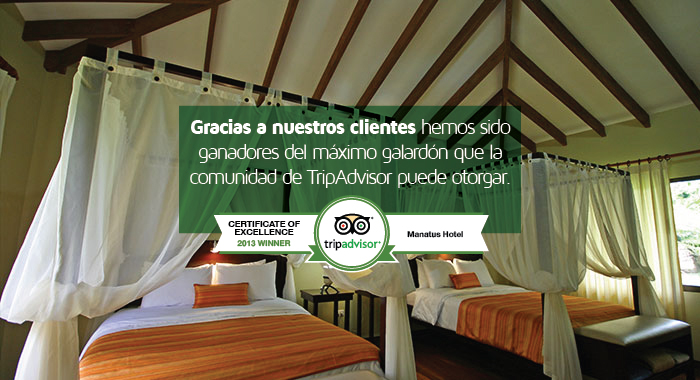 Gracias a nuestros clientes hemos sido
ganadores del máximo galardón que la
comunidad de TripAdvisor puede otorgar.
CERTIFICATE OF
EXCELLENCE
2013 WINNER
tripadvisor®
Manatus Hotel